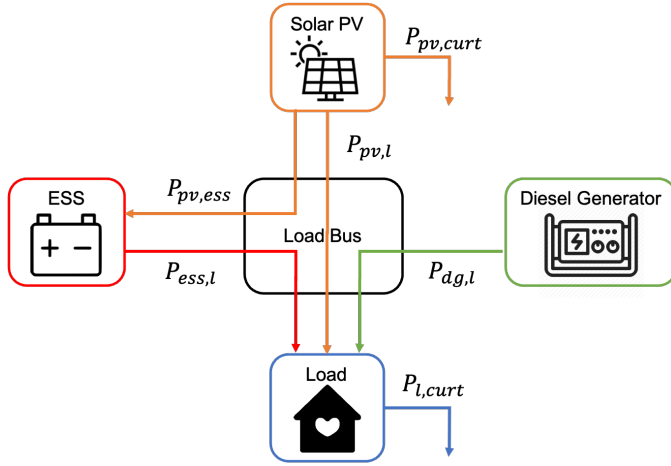 Solar PV
P_{pv,curt}
P_{pv,l}
ESS
P_{pv,ess}
Diesel Generator
Load Bus
P_{ess,l}
P_{dg,l}
Load
P_{l,curt}